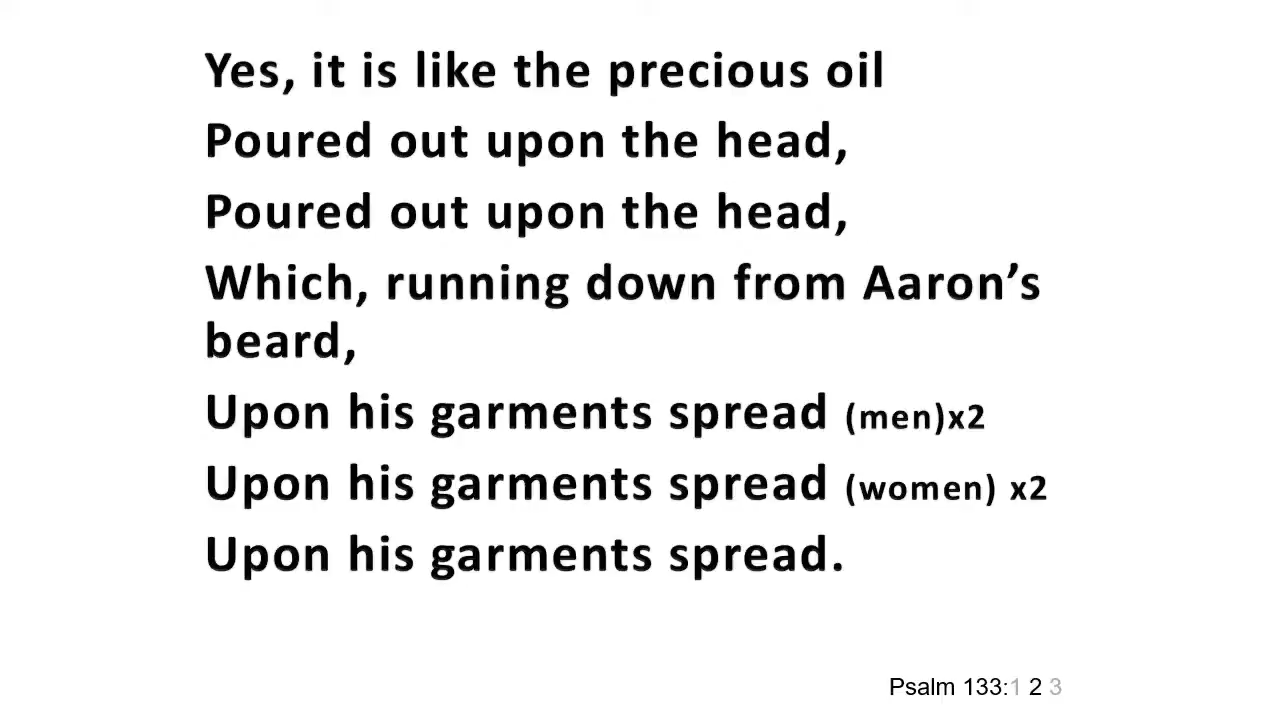 Yes, it is like the precious oil
Poured out upon the head,
Poured out upon the head,
Which, running down from Aaron’s
beard,
Upon his garments spread (men)x2
Upon his garments spread (women) x2
Upon his garments spread.
Psalm 133:1 2 3